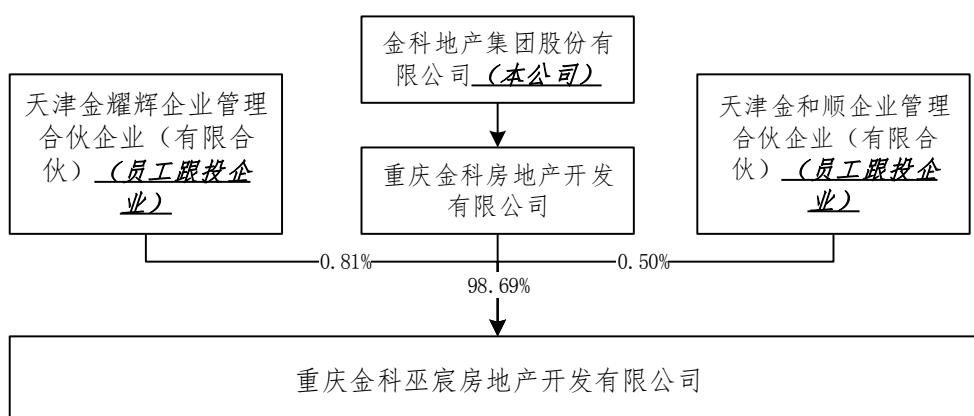 金科地产集团股份有
限公司（本公司）
天津金耀辉企业管理
合伙企业（有限合
伙）（员工跟投企
业）
重庆金科房地产开发
有限公司
天津金和顺企业管理
合伙企业（有限合
伙）（员工跟投企
业）
0.81%
0.50%
98.69%
重庆金科巫宸房地产开发有限公司